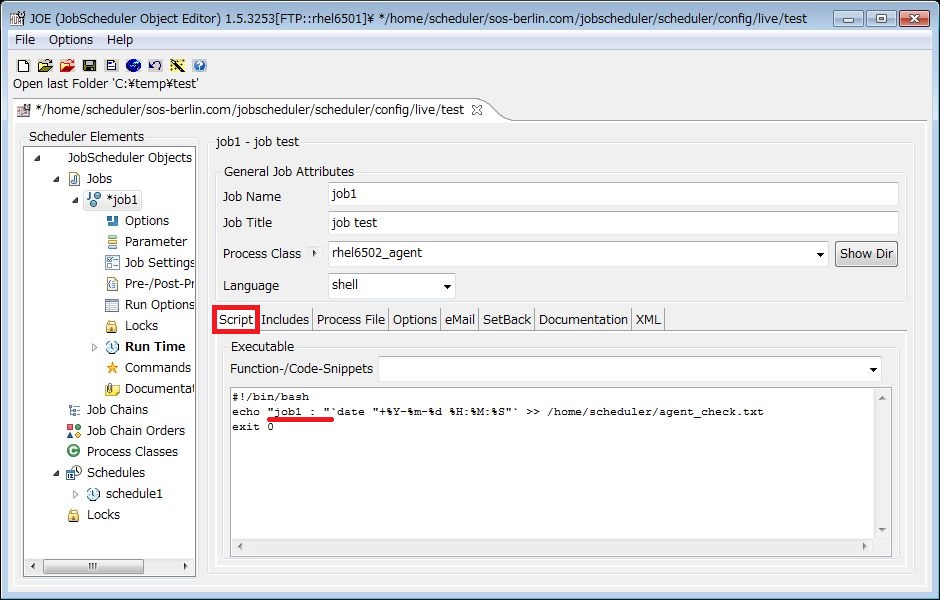 JOE (JobScheduler Object Editor) 1.5.3253[FTP::rhel6501]¥ */home/scheduler/sos-berlin.com/jobscheduler/scheduler/config/live/test
File Options Help
Open last Folder 'C:¥temp¥test'
*/home/scheduler/sos-berlin.com/jobscheduler/scheduler/config/live/test
Scheduler Elements
JobScheduler Objects
Jobs
*job1
Options
Parameter
Job Settings
Pre-/Post-Pr
Run Options
Locks
Run Time
Commands
Documentat
Job Chains
Job Chain Orders
Process Classes
Schedules
schedule1
Locks
job1 - job test
General Job Attributes
Job Name job1
Job Title job test
Process Class rhel6502_agent Show Dir
Language shell
Script Includes Process File Options eMail SetBack Documentation XML
Executable
Function-/Code-Snippets
#!/bin/bash
echo "job1 : "`date "+%Y-%m-%d %H:%M:%S"` >> /home/scheduler/agent_check.txt
exit 0